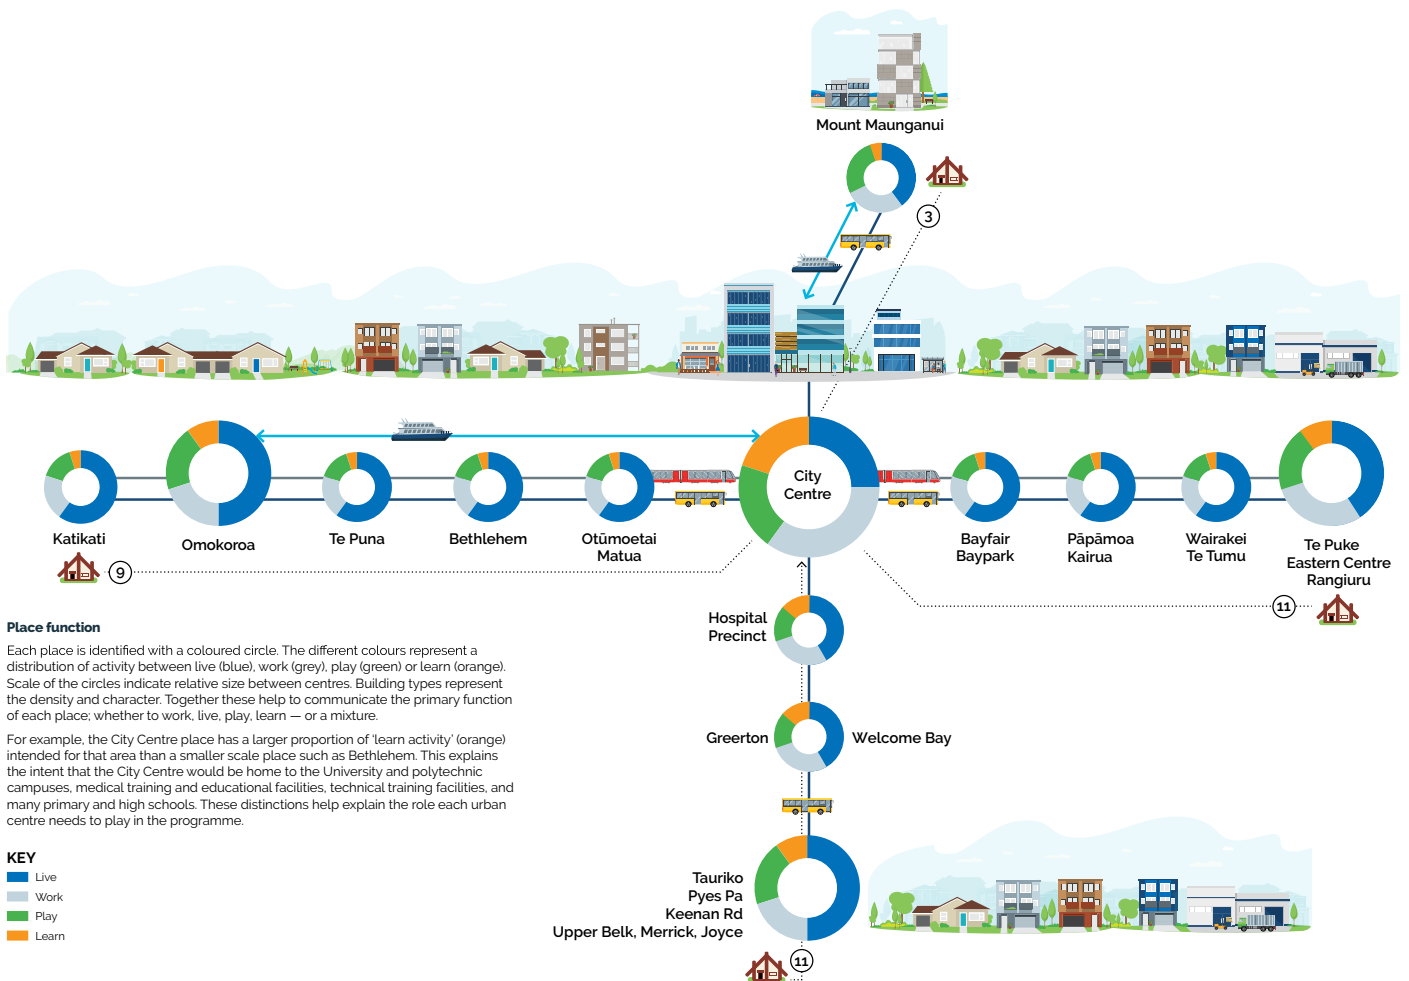 Mount Maunganui
3
City
Centre
Katikati
Omokoroa
Te Puna
Bethlehem
Otūmoetai
Matua
Bayfair
Baypark
Pāpāmoa
Kairua
Wairakei
Te Tumu
Te Puke
Eastern Centre
Rangiuru
9
11
Hospital
Precinct
Place function
Each place is identified with a coloured circle. The different colours represent a
distribution of activity between live (blue), work (grey), play (green) or learn (orange).
Scale of the circles indicate relative size between centres. Building types represent
the density and character. Together these help to communicate the primary function
of each place; whether to work, live, play, learn — or a mixture.
For example, the City Centre place has a larger proportion of ‘learn activity’ (orange)
intended for that area than a smaller scale place such as Bethlehem. This explains
the intent that the City Centre would be home to the University and polytechnic
campuses, medical training and educational facilities, technical training facilities, and
many primary and high schools. These distinctions help explain the role each urban
centre needs to play in the programme.
Greerton
Welcome Bay
KEY
Live
Work
Play
Learn
Tauriko
Pyes Pa
Keenan Rd
Upper Belk, Merrick, Joyce
11